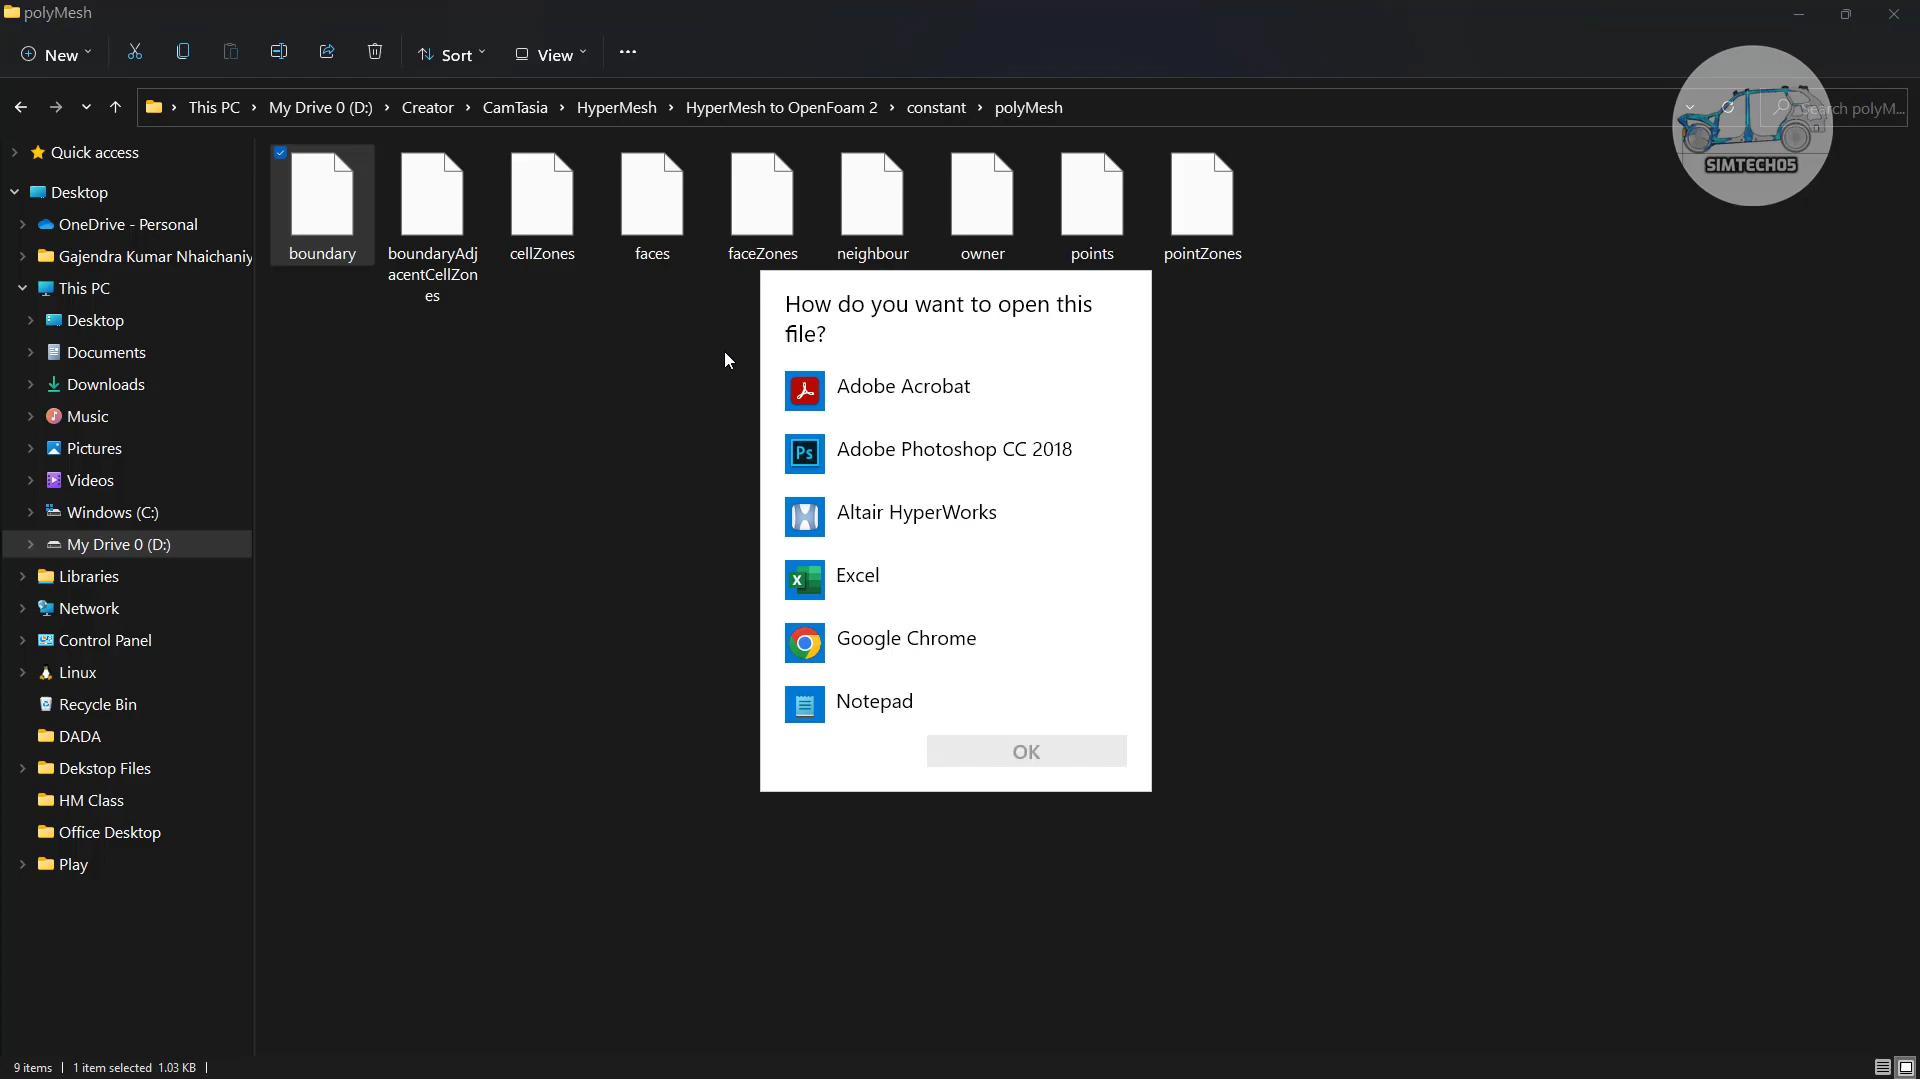 polyMesh
New
Sort
View
This PC
My Drive 0 (D:)
Creator
CamTasia
HyperMesh
HyperMesh to OpenFoam 2
constant
polyMesh
Search polyM...
SIMTECH05
Quick access
Desktop
OneDrive - Personal
Gajendra Kumar Nhaichaniy
This PC
Desktop
Documents
Downloads
Music
Pictures
Videos
Windows (C:)
My Drive 0 (D:)
Libraries
Network
Control Panel
Linux
Recycle Bin
DADA
Dekstop Files
HM Class
Office Desktop
Play
boundary
boundaryAdj
acentCellZon
es
cellZones
faces
faceZones
neighbour
owner
points
pointZones
How do you want to open this
file?
Adobe Acrobat
Ps
Adobe Photoshop CC 2018
Altair HyperWorks
X
Excel
Google Chrome
Notepad
OK
9 items
1 item selected 1.03 KB